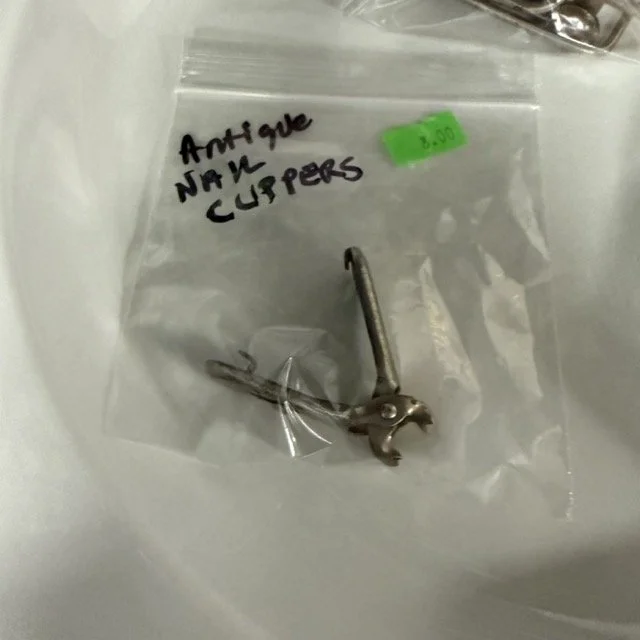 Antique
NAIL
CLIPPERS
8.00